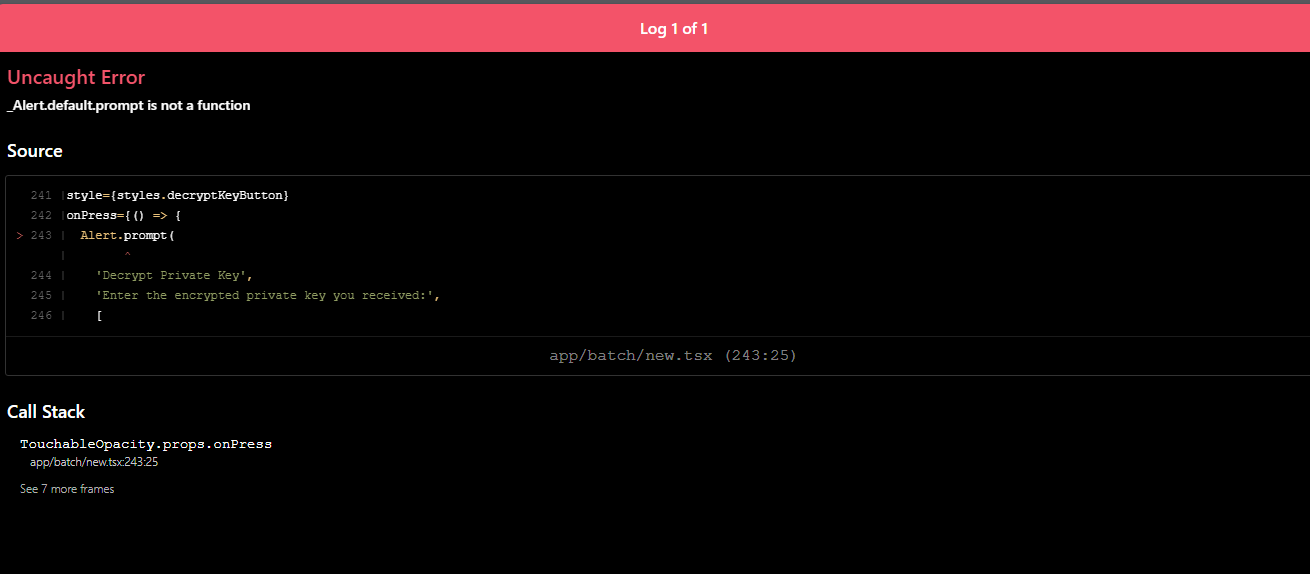 Log 1 of 1
Uncaught Error
_Alert.default.prompt is not a function
Source
241 |style={styles.decryptKeyButton}
242 |onPress={() => {
> 243 |  Alert.prompt(
|        ^
244 |    'Decrypt Private Key',
245 |    'Enter the encrypted private key you received:',
246 |    [
app/batch/new.tsx (243:25)
Call Stack
TouchableOpacity.props.onPress
app/batch/new.tsx:243:25
See 7 more frames